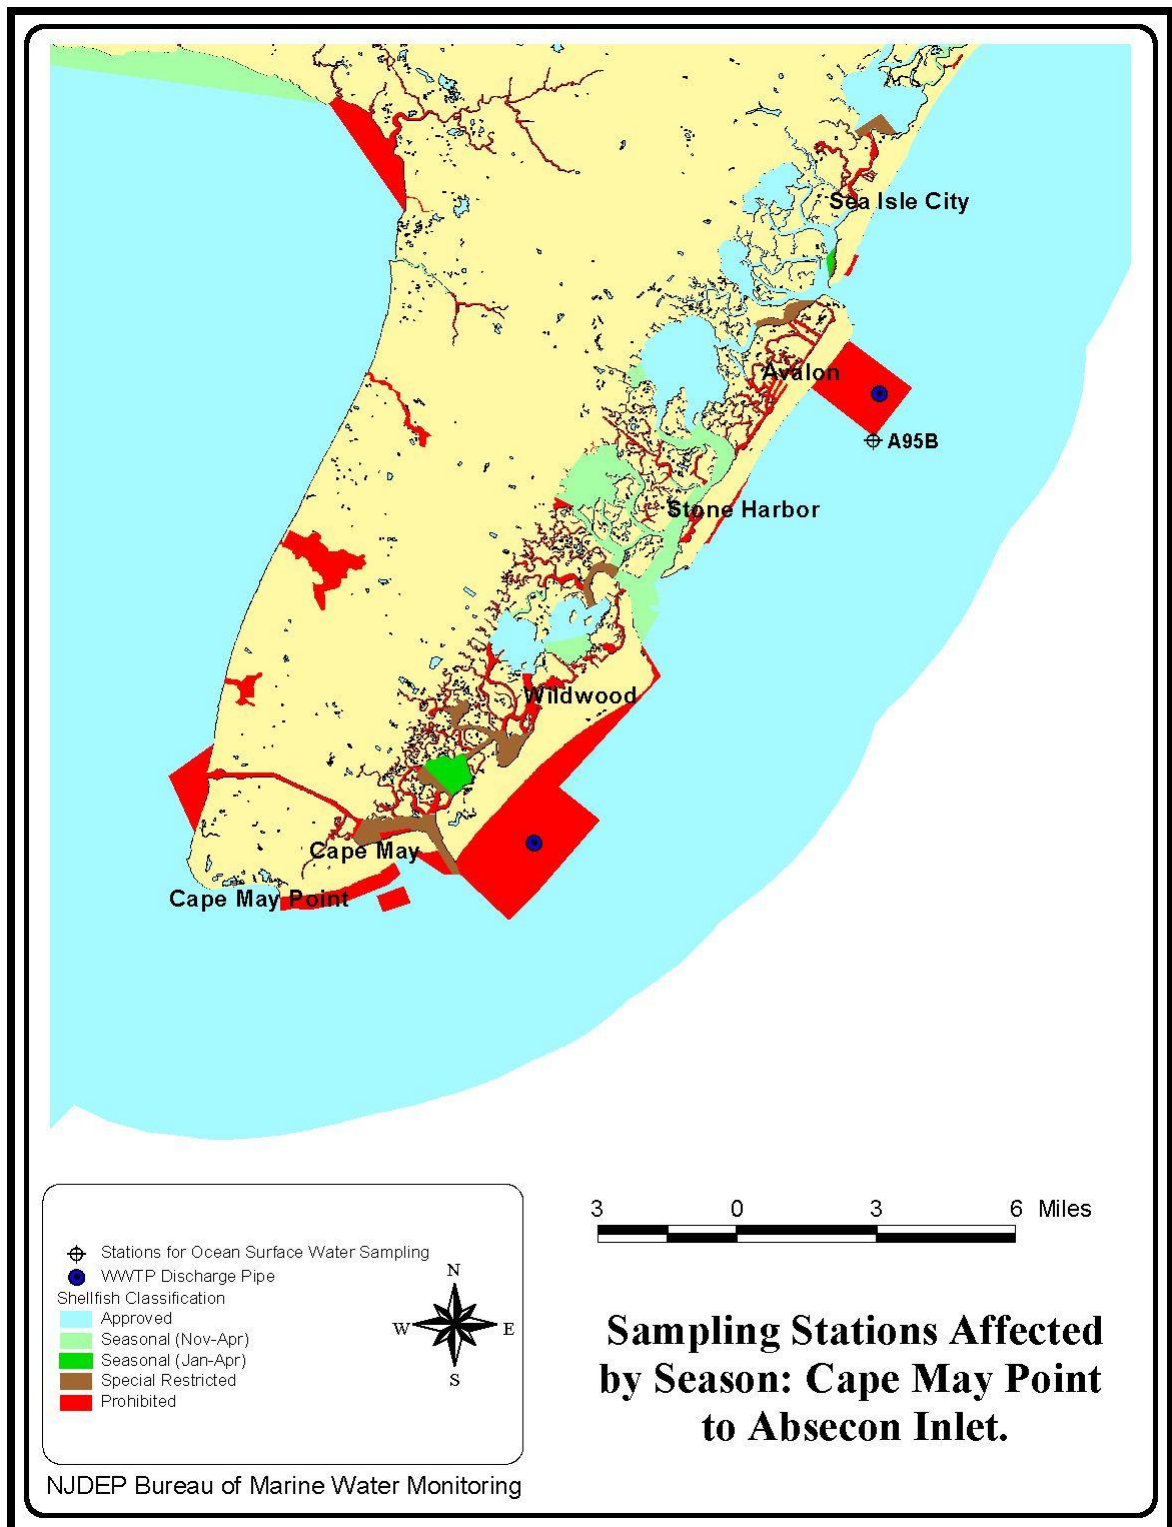 Sea Isle City
Avalon
A95B
Stone Harbor
Wildwood
Cape May
Cape May Point
3 0 3 6 Miles
Stations for Ocean Surface Water Sampling
WWTP Discharge Pipe
Shellfish Classification
Approved
Seasonal (Nov-Apr)
Seasonal (Jan-Apr)
Special Restricted
Prohibited
N
W E
S
Sampling Stations Affected
by Season: Cape May Point
to Absecon Inlet.
NJDEP Bureau of Marine Water Monitoring